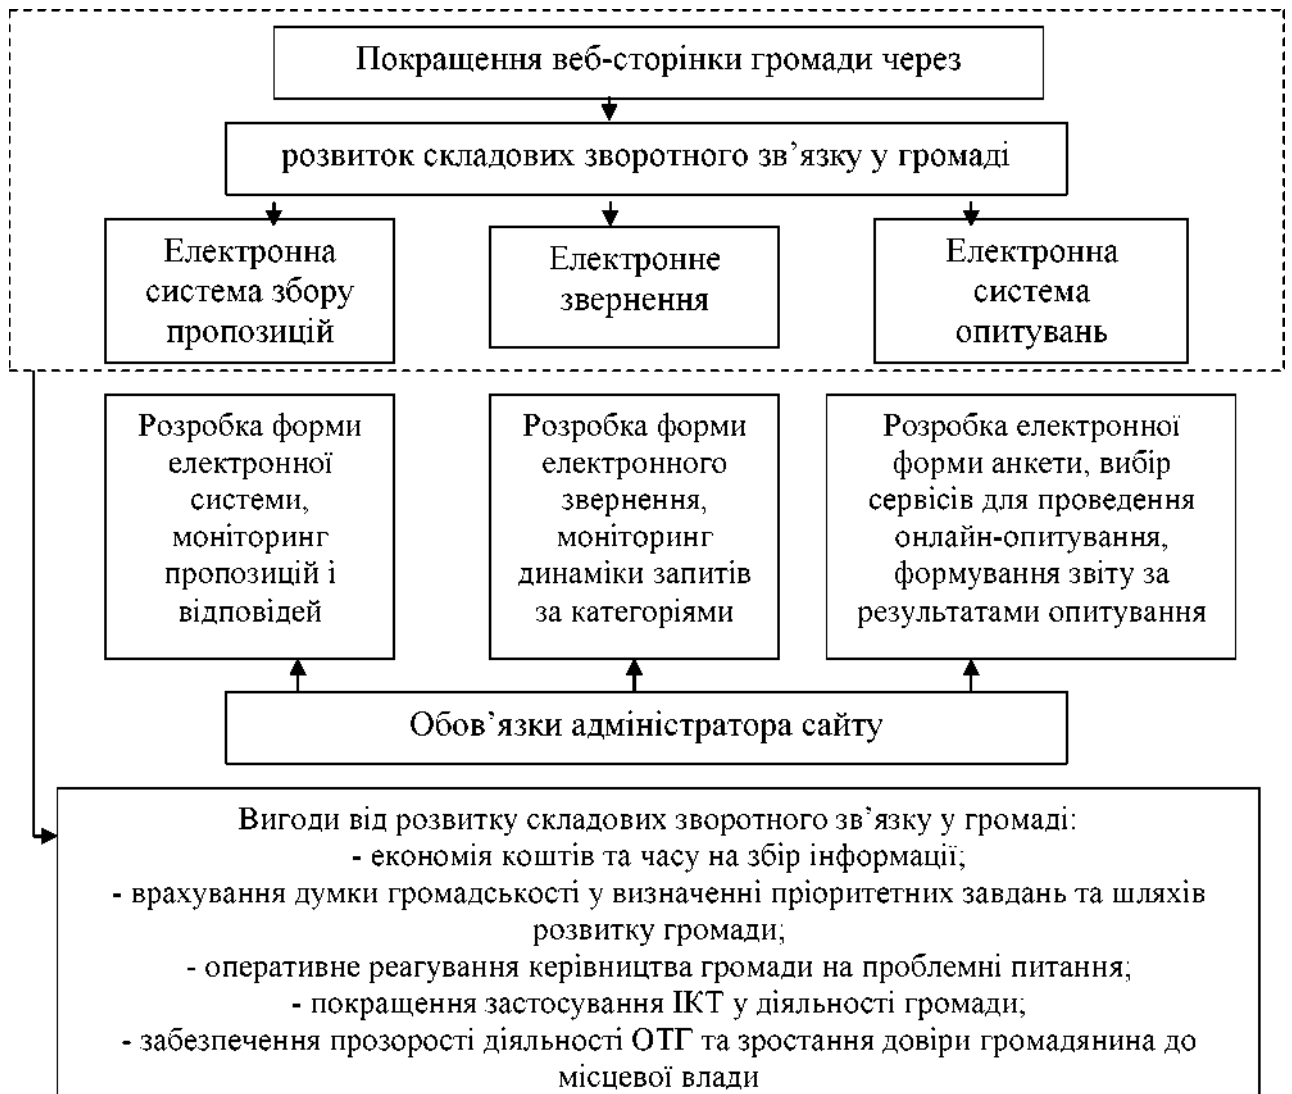 Покращення веб-сторінки громади через
розвиток складових зворотного зв’язку у громаді
Електронна
система збору
пропозицій
Електронне
звернення
Електронна
система
опитувань
Розробка форми
електронної
системи,
моніторинг
пропозицій і
відповідей
Розробка форми
електронного
звернення,
моніторинг
динаміки запитів
за категоріями
Розробка електронної
форми анкети, вибір
сервісів для проведення
онлайн-опитування,
формування звіту за
результатами опитування
Обов’язки адміністратора сайту
Вигоди від розвитку складових зворотного зв’язку у громаді:
- економія коштів та часу на збір інформації;
- врахування думки громадськості у визначенні пріоритетних завдань та шляхів
розвитку громади;
- оперативне реагування керівництва громади на проблемні питання;
- покращення застосування ІКТ у діяльності громади;
- забезпечення прозорості діяльності ОТГ та зростання довіри громадянина до
місцевої влади